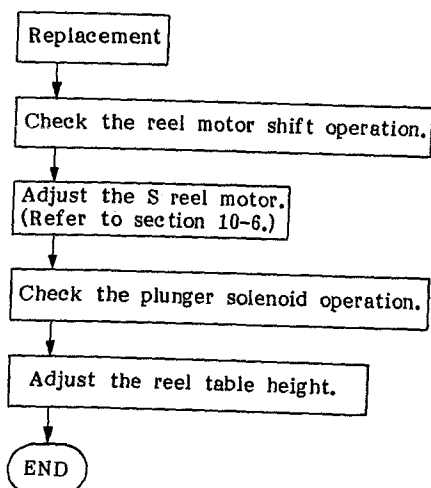 Replacement
Check the reel motor shift operation.
Adjust the S reel motor.
(Refer to section 10-6.)
Check the plunger solenoid operation.
Adjust the reel table height.
END